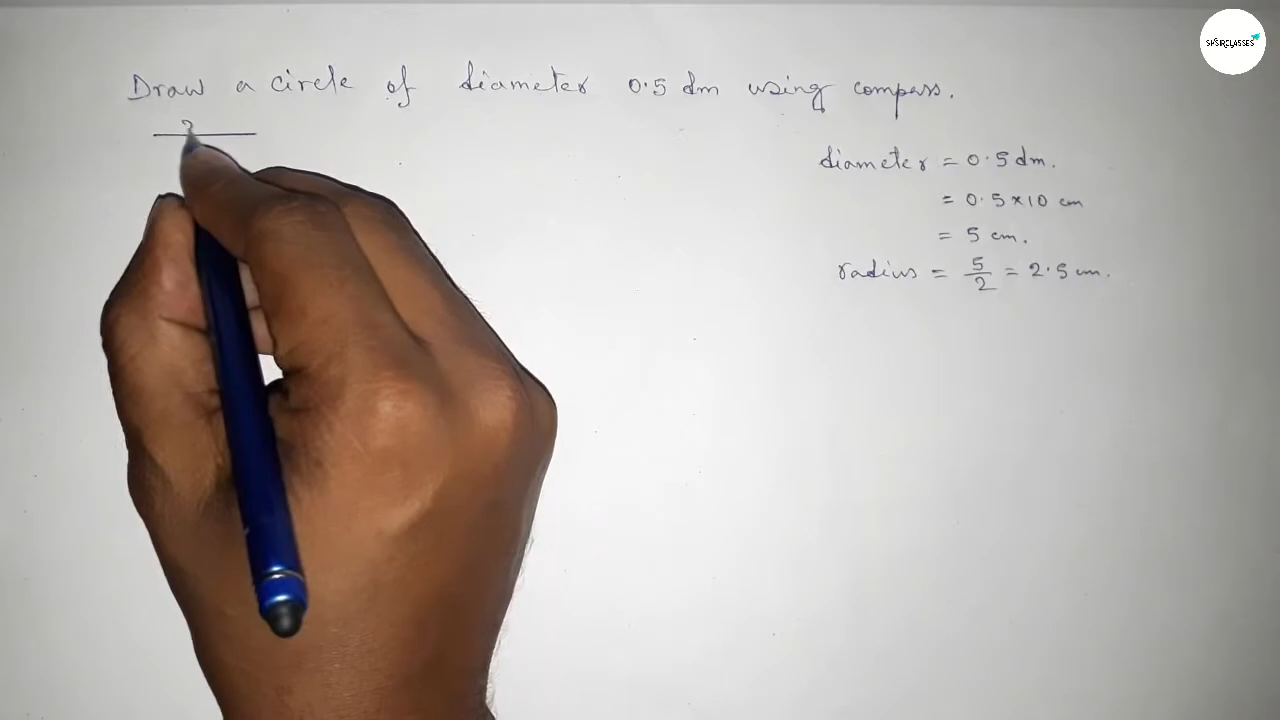 SHSIRCLASSES
Draw a circle of diameter 0.5 dm using compass.
2
diameter = 0.5 dm.
= 0.5 × 10 cm
= 5 cm.
radius = 5/2 = 2.5 cm.